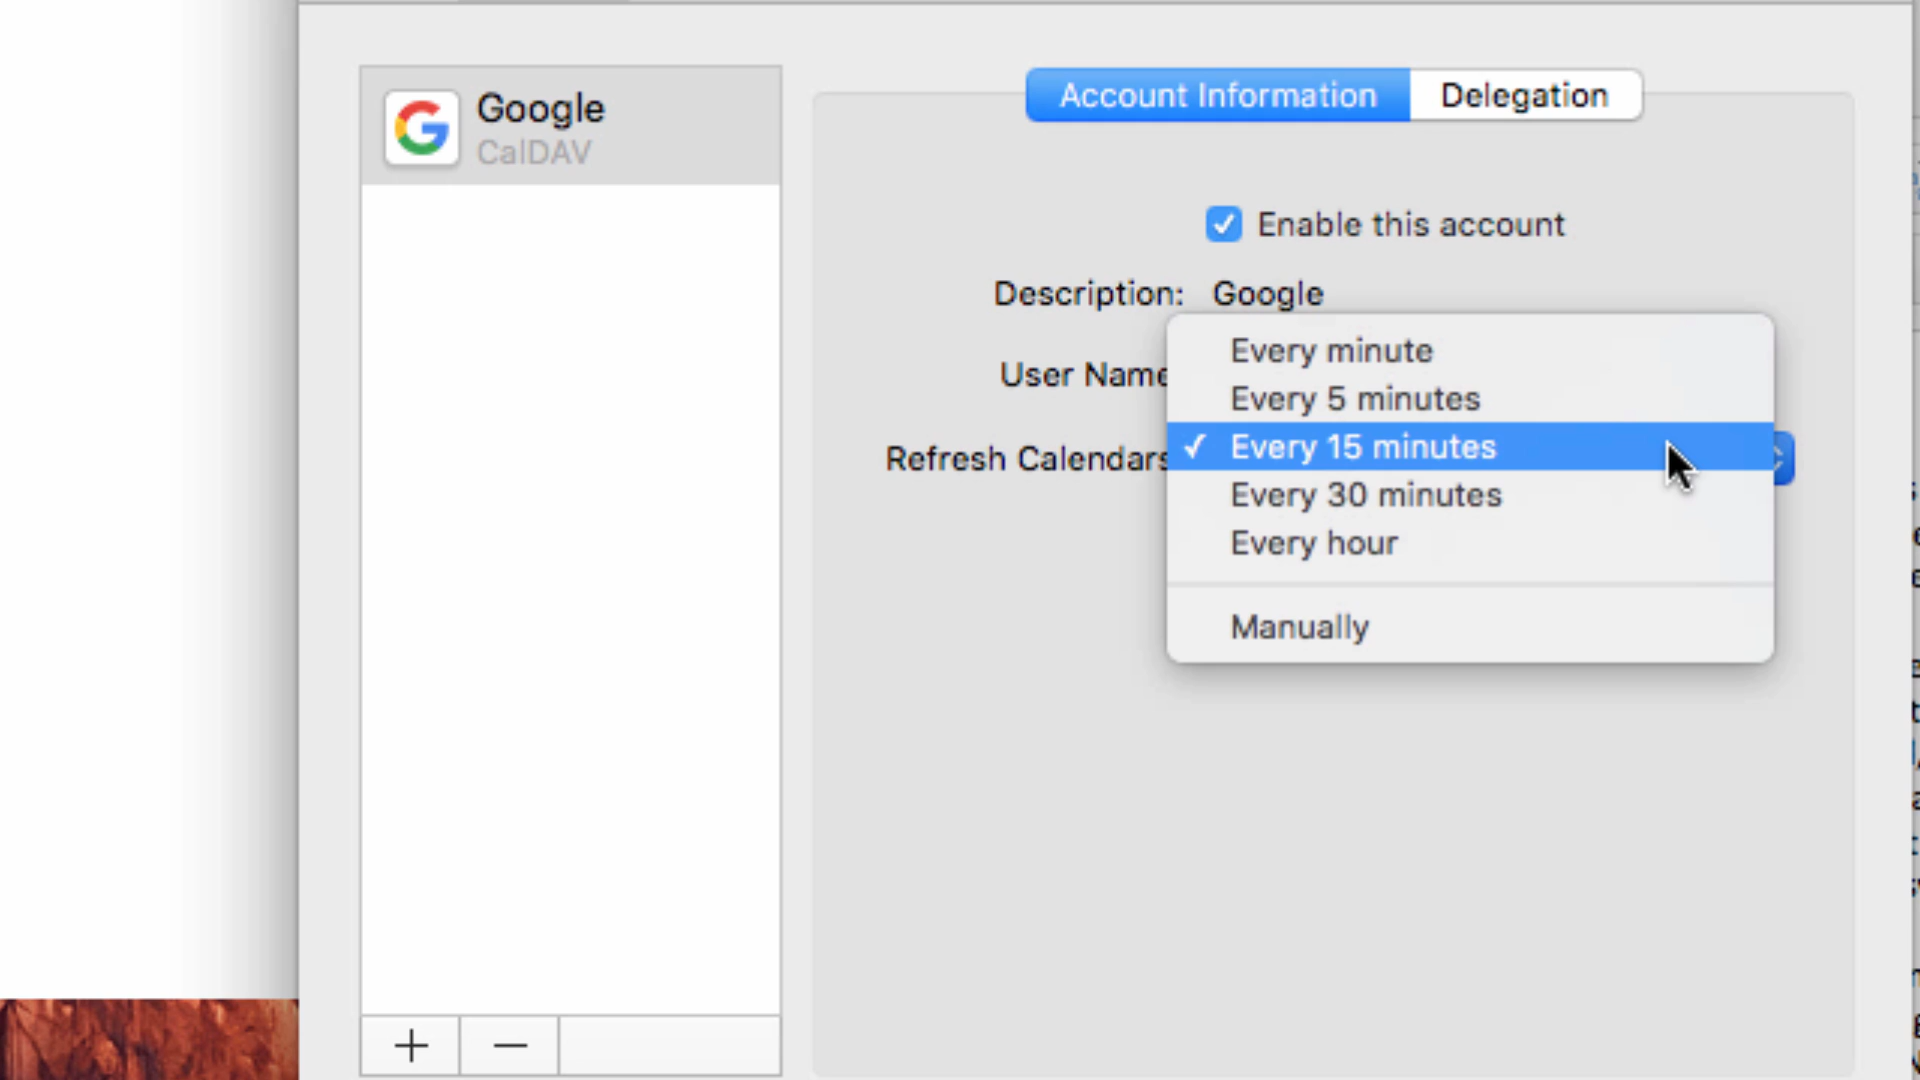 Google
CalDAV
Account Information
Delegation
Enable this account
Description: Google
User Name
Refresh Calendars
Every minute
Every 5 minutes
✓ Every 15 minutes
Every 30 minutes
Every hour
Manually